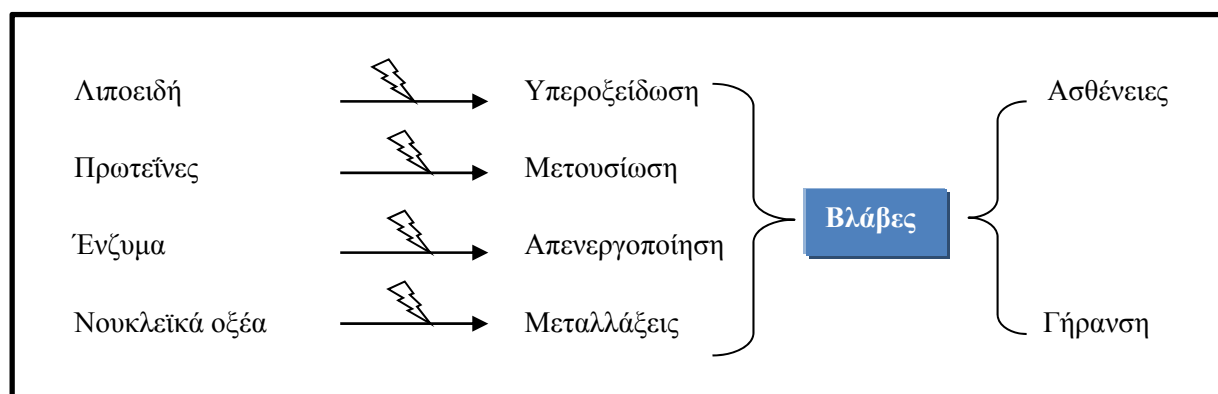 Λιποειδή Υπεροξείδωση Ασθένειες
Πρωτεΐνες Μετουσίωση
Βλάβες
Ένζυμα Απενεργοποίηση
Νουκλεϊκά οξέα Μεταλλάξεις Γήρανση